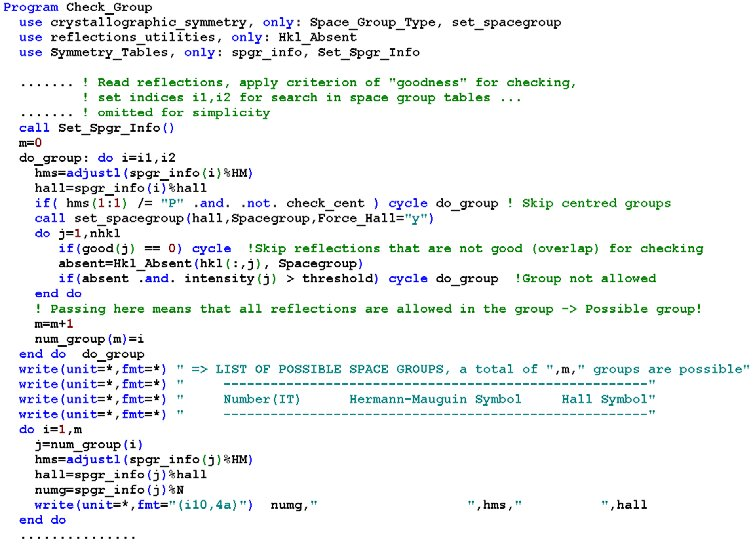 Program Check_Group
use crystallographic_symmetry, only: Space_Group_Type, set_spacegroup
use reflections_utilities, only: Hkl_Absent
use Symmetry_Tables, only: spgr_info, Set_Spgr_Info
....... ! Read reflections, apply criterion of "goodness" for checking,
! set indices i1,i2 for search in space group tables ...
....... ! omitted for simplicity
call Set_Spgr_Info()
m=0
do_group: do i=i1,i2
hms=adjustl(spgr_info(i)%HM)
hall=spgr_info(i)%hall
if( hms(1:1) /= "P" .and. .not. check_cent ) cycle do_group ! Skip centred groups
call set_spacegroup(hall,Spacegroup,Force_Hall="y")
do j=1,nhkl
if(good(j) == 0) cycle !Skip reflections that are not good (overlap) for checking
absent=Hkl_Absent(hkl(:,j), Spacegroup)
if(absent .and. intensity(j) > threshold) cycle do_group !Group not allowed
end do
! Passing here means that all reflections are allowed in the group -> Possible group!
m=m+1
num_group(m)=i
end do do_group
write(unit=*,fmt=*) " => LIST OF POSSIBLE SPACE GROUPS, a total of ",m," groups are possible"
write(unit=*,fmt=*) " -----------------------------------------------------"
write(unit=*,fmt=*) " Number(IT) Hermann-Mauguin Symbol Hall Symbol"
write(unit=*,fmt=*) " -----------------------------------------------------"
do i=1,m
j=num_group(i)
hms=adjustl(spgr_info(j)%HM)
hall=spgr_info(j)%hall
numg=spgr_info(j)%N
write(unit=*,fmt="(i10,4a)") numg," ",hms," ",hall
end do
...............